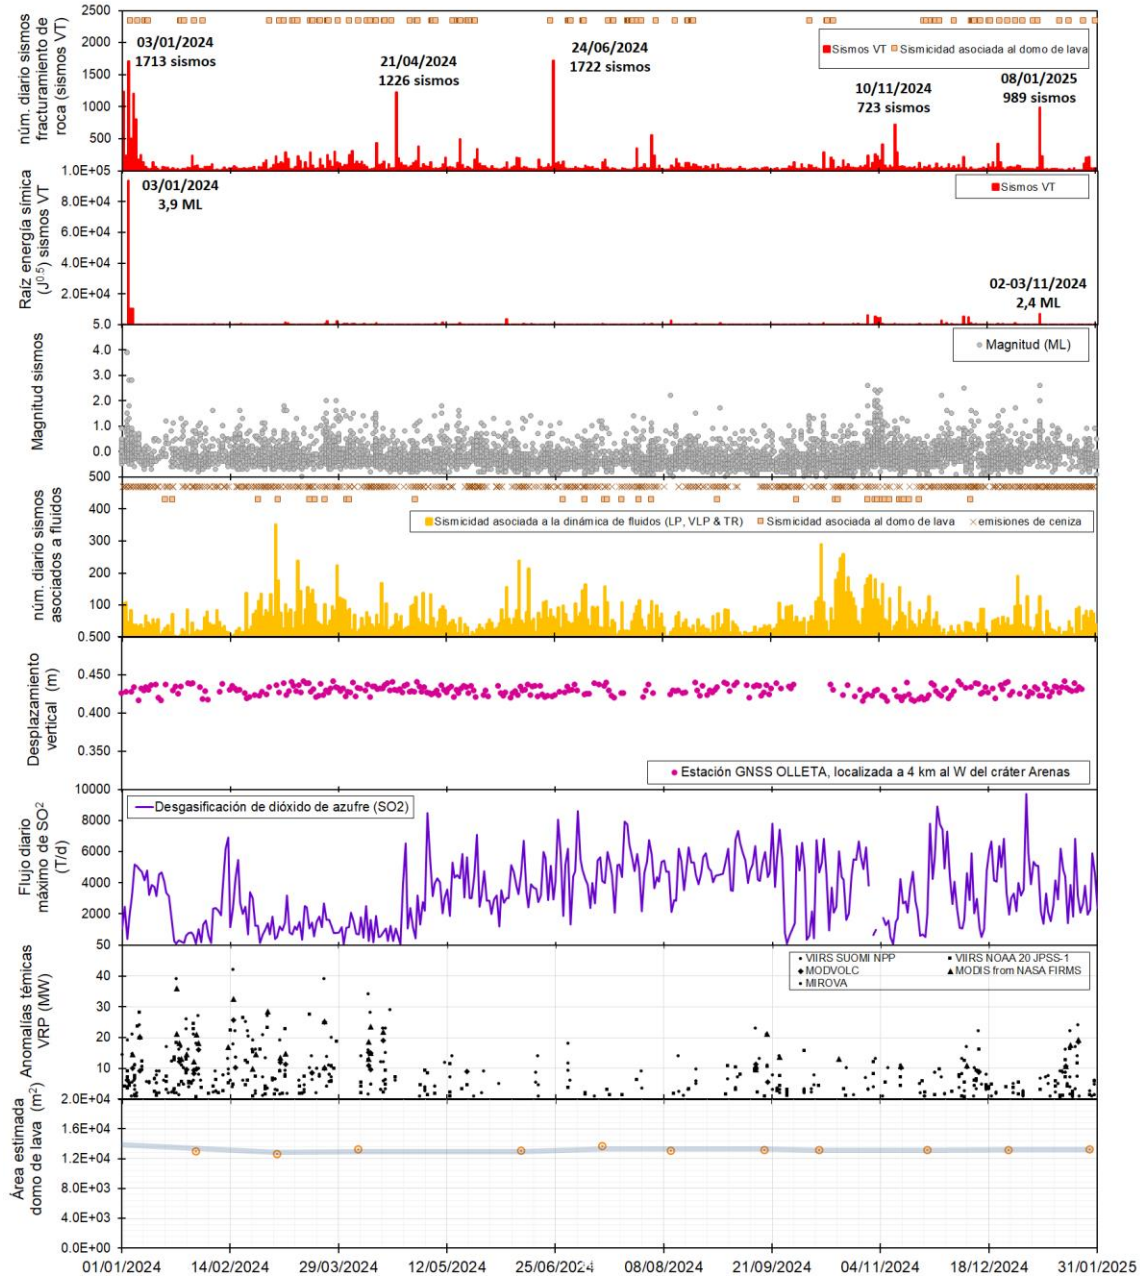 2500
2000
1500
1000
500
1.0E+05
núm. diario sismos
fracturamiento de
roca (sismos VT)
03/01/2024
1713 sismos
21/04/2024
1226 sismos
24/06/2024
1722 sismos
10/11/2024
723 sismos
08/01/2025
989 sismos
Sismos VT
Sismicidad asociada al domo de lava
8.0E+04
6.0E+04
4.0E+04
2.0E+04
5.0
Raíz energía símica
(J0.5) sismos VT
03/01/2024
3,9 ML
Sismos VT
02-03/11/2024
2,4 ML
4.0
3.0
2.0
1.0
0.0
500
Magnitud sismos
Magnitud (ML)
400
300
200
100
0.500
núm. diario sismos
asociados a fluidos
Sismicidad asociada a la dinámica de fluidos (LP, VLP & TR)
Sismicidad asociada al domo de lava
emisiones de ceniza
0.450
0.400
0.350
10000
Desplazamiento
vertical (m)
Estación GNSS OLLETA, localizada a 4 km al W del cráter Arenas
8000
6000
4000
2000
50
Flujo diario
máximo de SO2
(T/d)
Desgasificación de dióxido de azufre (SO2)
40
30
20
10
2.0E+04
Anomalías térmicas
VRP (MW)
VIIRS SUOMI NPP
VIIRS NOAA 20 JPSS-1
MODVOLC
MODIS from NASA FIRMS
MIROVA
1.6E+04
1.2E+04
8.0E+03
4.0E+03
0.0E+00
Área estimada
domo de lava (m2)
01/01/2024
14/02/2024
29/03/2024
12/05/2024
25/06/2024
08/08/2024
21/09/2024
04/11/2024
18/12/2024
31/01/2025